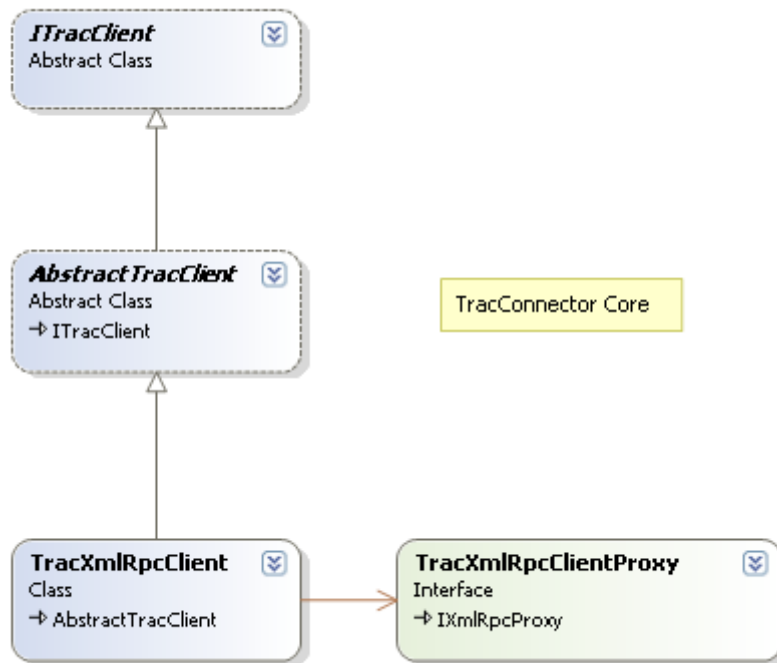 ITracClient
Abstract Class
AbstractTracClient
Abstract Class
ITracClient
TracConnector Core
TracXmlRpcClient
Class
AbstractTracClient
TracXmlRpcClientProxy
Interface
IXmlRpcProxy